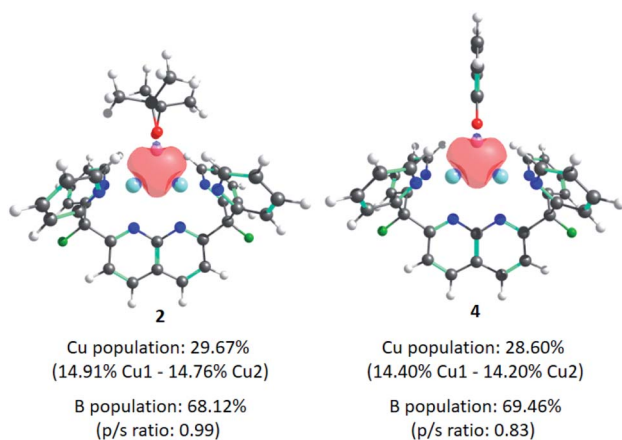 2
Cu population: 29.67%
(14.91% Cu1 - 14.76% Cu2)
B population: 68.12%
(p/s ratio: 0.99)
4
Cu population: 28.60%
(14.40% Cu1 - 14.20% Cu2)
B population: 69.46%
(p/s ratio: 0.83)